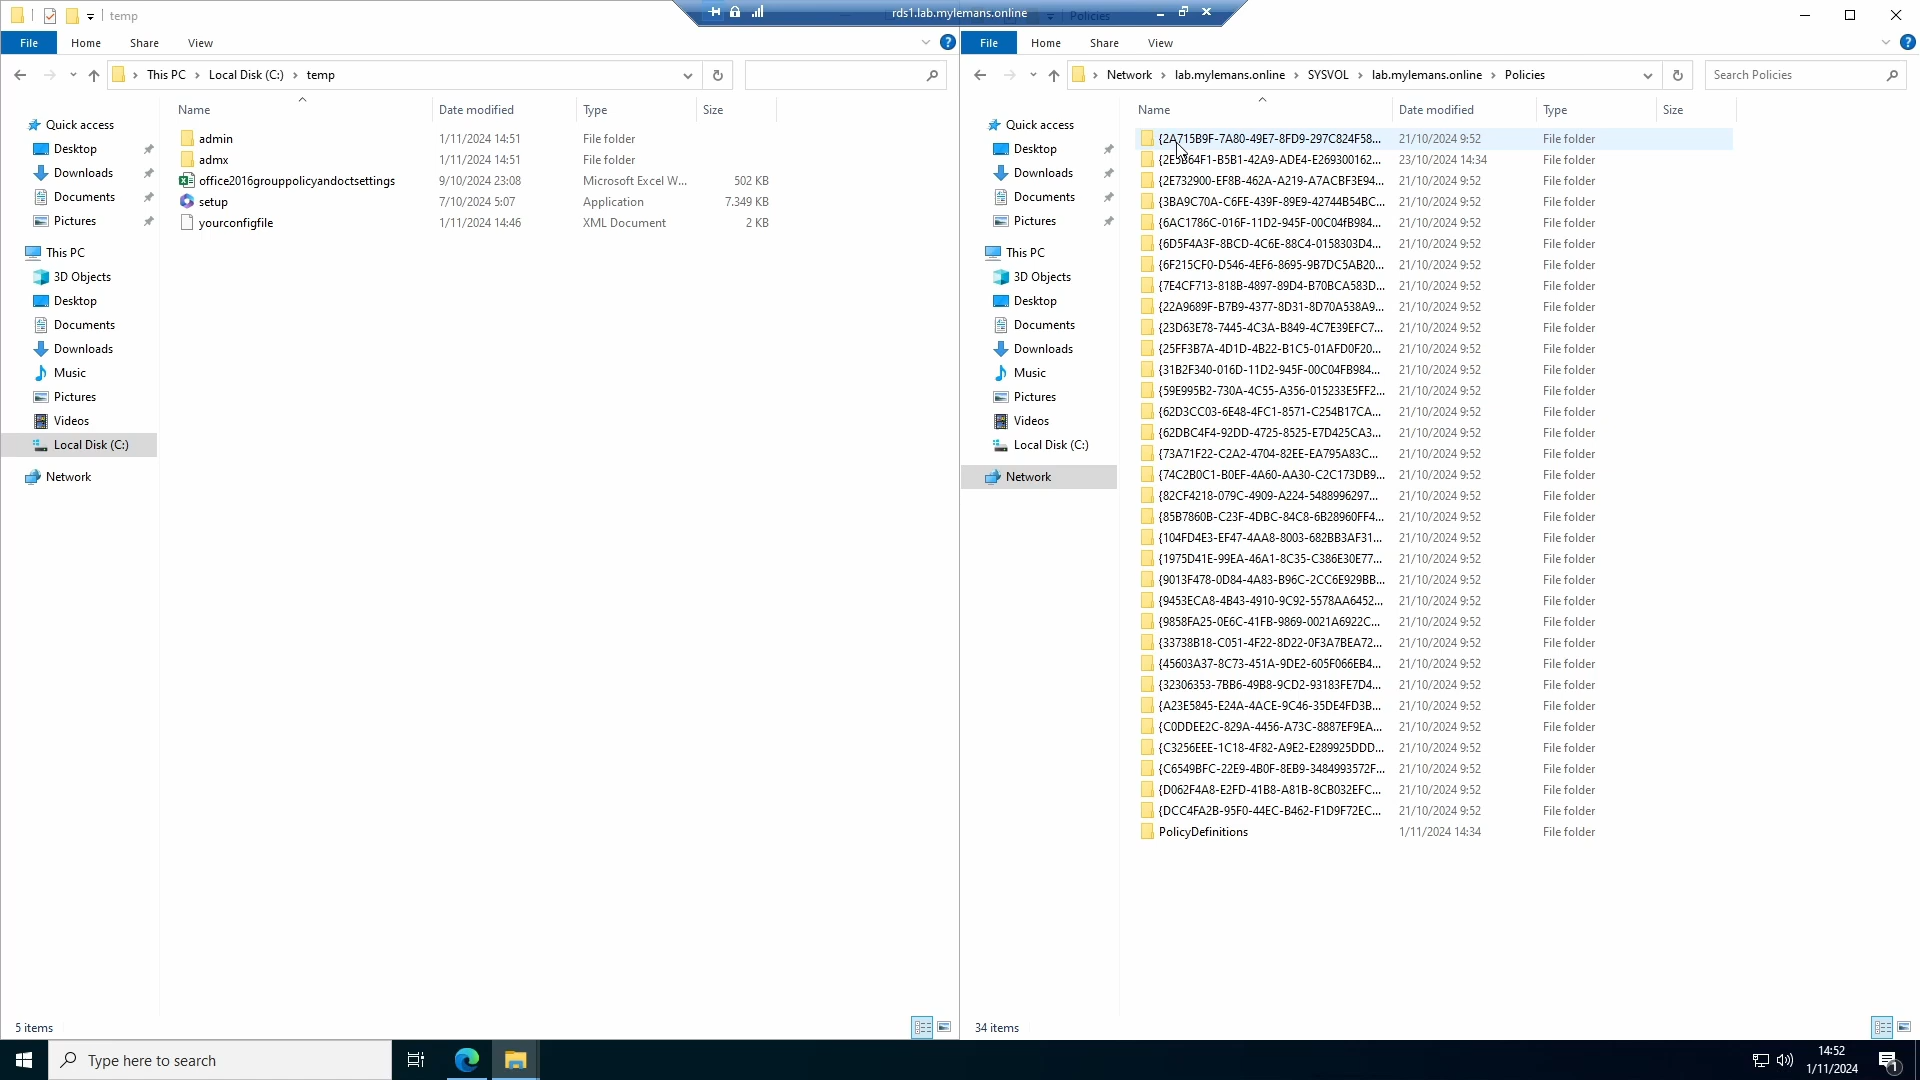 temp
rds1.lab.mylemans.online
Policies
File Home Share View
File Home Share View
This PC Local Disk (C:) temp
Network lab.mylemans.online SYSVOL lab.mylemans.online Policies
Search Policies
Quick access
Desktop
Downloads
Documents
Pictures
This PC
3D Objects
Desktop
Documents
Downloads
Music
Pictures
Videos
Local Disk (C:)
Network
Name Date modified Type Size
admin 1/11/2024 14:51 File folder
admx 1/11/2024 14:51 File folder
office2016grouppolicyandoctsettings 9/10/2024 23:08 Microsoft Excel W... 502 KB
setup 7/10/2024 5:07 Application 7.349 KB
yourconfigfile 1/11/2024 14:46 XML Document 2 KB
5 items
Quick access
Desktop
Downloads
Documents
Pictures
This PC
3D Objects
Desktop
Documents
Downloads
Music
Pictures
Videos
Local Disk (C:)
Network
Name Date modified Type Size
{2A715B9F-7A80-49E7-8FD9-297C824F58... 21/10/2024 9:52 File folder
64F1-B5B1-42A9-ADE4-E269300162... 23/10/2024 14:34 File folder
{2E732900-EF8B-462A-A219-A7ACBF3E94... 21/10/2024 9:52 File folder
{3BA9C70A-C6FE-439F-89E9-42744B54BC... 21/10/2024 9:52 File folder
{6AC1786C-016F-11D2-945F-00C04fB984... 21/10/2024 9:52 File folder
{6D5F4A3F-8BCD-4C6E-88C4-0158303D4... 21/10/2024 9:52 File folder
{6F215CF0-D546-4EF6-8695-9B7DC5AB20... 21/10/2024 9:52 File folder
{7E4CF713-818B-4897-89D4-B70BCA583D... 21/10/2024 9:52 File folder
{22A9689F-B7B9-4377-8D31-8D70A538A9... 21/10/2024 9:52 File folder
{23D63E78-7445-4C3A-B849-4C7E39EFC7... 21/10/2024 9:52 File folder
{25FF3B7A-4D1D-4B22-B1C5-01AFD0F20... 21/10/2024 9:52 File folder
{31B2F340-016D-11D2-945F-00C04FB984... 21/10/2024 9:52 File folder
{59E995B2-730A-4C55-A356-015233E5FF2... 21/10/2024 9:52 File folder
{62D3CC03-6E48-4FC1-8571-C254B17CA... 21/10/2024 9:52 File folder
{62DBC4F4-92DD-4725-8525-E7D425CA3... 21/10/2024 9:52 File folder
{73A71F22-C2A2-4704-82EE-EA795A83C... 21/10/2024 9:52 File folder
{74C2B0C1-B0EF-4A60-AA30-C2C173DB9... 21/10/2024 9:52 File folder
{82CF4218-079C-4909-A224-5488996297... 21/10/2024 9:52 File folder
{85B7860B-C23F-4DBC-84C8-6B28960FF4... 21/10/2024 9:52 File folder
{104FD4E3-EF47-4AA8-8003-682BB3AF31... 21/10/2024 9:52 File folder
{1975D41E-99EA-46A1-8C35-C386E30E77... 21/10/2024 9:52 File folder
{9013F478-0D84-4A83-B96C-2CC6E929BB... 21/10/2024 9:52 File folder
{9453ECA8-4B43-4910-9C92-5578AA6452... 21/10/2024 9:52 File folder
{9858FA25-0E6C-41FB-9869-0021A6922C... 21/10/2024 9:52 File folder
{33738B18-C051-4F22-8D22-0F3A7BEA72... 21/10/2024 9:52 File folder
{45603A37-8C73-451A-9DE2-605F066EB4... 21/10/2024 9:52 File folder
{32306353-7BB6-49B8-9CD2-93183FE7D4... 21/10/2024 9:52 File folder
{A23E5845-E24A-4ACE-9C46-35DE4FD3B... 21/10/2024 9:52 File folder
{C0DDEE2C-829A-4456-A73C-8887EF9EA... 21/10/2024 9:52 File folder
{C3256EEE-1C18-4F82-A9E2-E289925DDD... 21/10/2024 9:52 File folder
{C6549BFC-22E9-4B0F-8EB9-3484993572F... 21/10/2024 9:52 File folder
{D062F4A8-E2FD-41B8-A81B-8CB032EFC... 21/10/2024 9:52 File folder
{DCC4FA2B-95F0-44EC-B462-F1D9F72EC... 21/10/2024 9:52 File folder
PolicyDefinitions 1/11/2024 14:34 File folder
34 items
Type here to search
14:52
1/11/2024
1